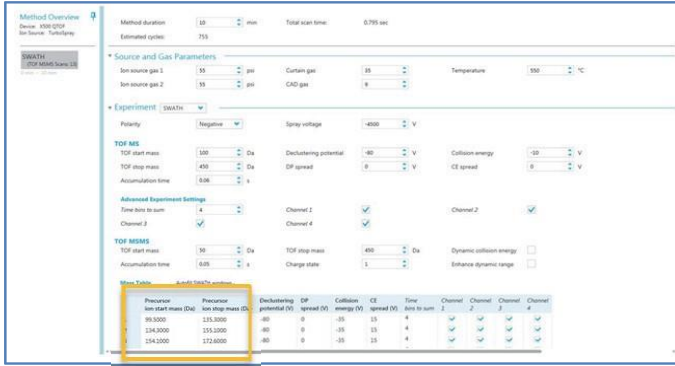 Method Overview
Device: X500 QTOF
Ion Source: TurboSpray
SWATH
(TOF MSMS Scans: 13)
Method duration 10 min Total scan time: 0.795 sec
Estimated cycles: 755
Source and Gas Parameters
Ion source gas 1 55 psi Curtain gas 35 Temperature 550 °C
Ion source gas 2 55 psi CAD gas 9
Experiment SWATH
Polarity Negative Spray voltage -4500 V
TOF MS
TOF start mass 100 Da Declustering potential -80 V Collision energy -10 V
TOF stop mass 450 Da DP spread 0 V CE spread 0 V
Accumulation time 0.08 s
Advanced Experiment Settings
Time bins to sum 4 Channel 1 Channel 2
Channel 3 Channel 4
TOF MSMS
TOF start mass 50 Da TOF stop mass 450 Da Dynamic collision energy
Accumulation time 0.05 s Charge state 1 Enhance dynamic range
Mass Table Autofill SWATH windows
Precursor Precursor Declustering DP Collision CE Time Channel Channel Channel Channel
ion start mass (Da) ion stop mass (Da) potential (V) spread (V) energy (V) spread (V) bins to sum 1 2 3 4
99.5000 135.3000 -80 0 -35 15 4
134.3000 155.1000 -80 0 -35 15 4
154.1000 172.6000 -80 0 -35 15 4